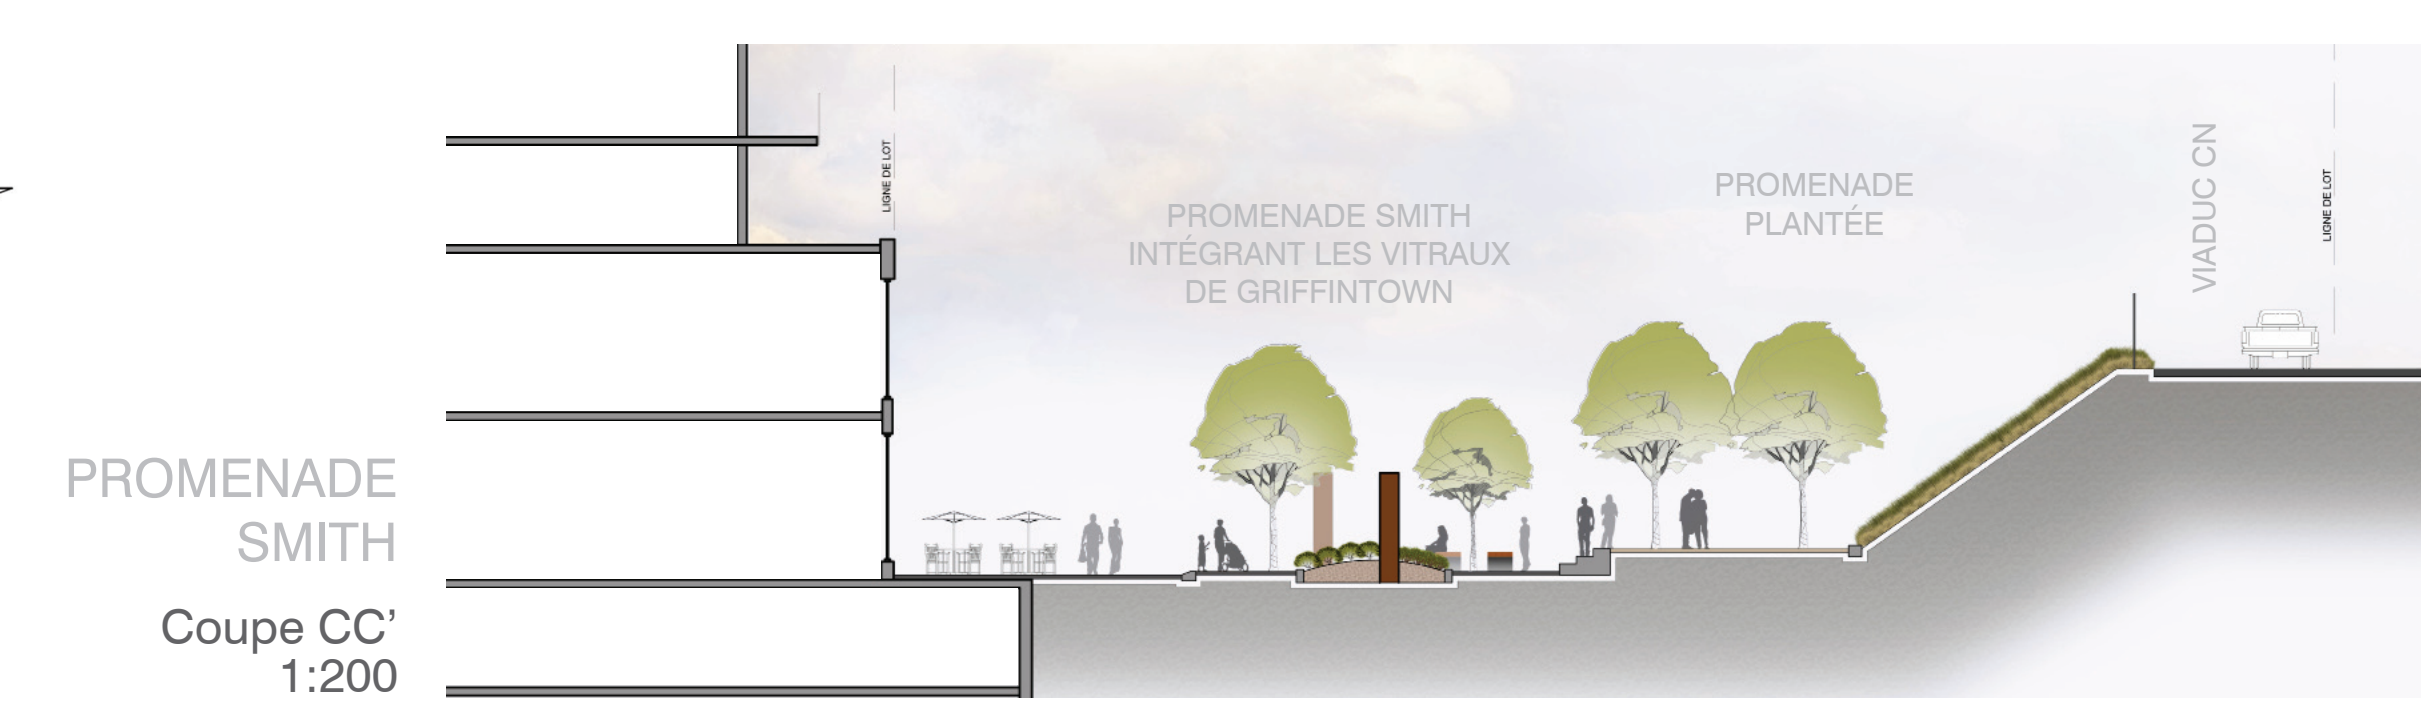 PROMENADE
SMITH
Coupe CC’
1:200
LIGNE DE LOT
PROMENADE SMITH
INTÉGRANT LES VITRAUX
DE GRIFFINTOWN
PROMENADE
PLANTÉE
VIADUC CN
LIGNE DE LOT